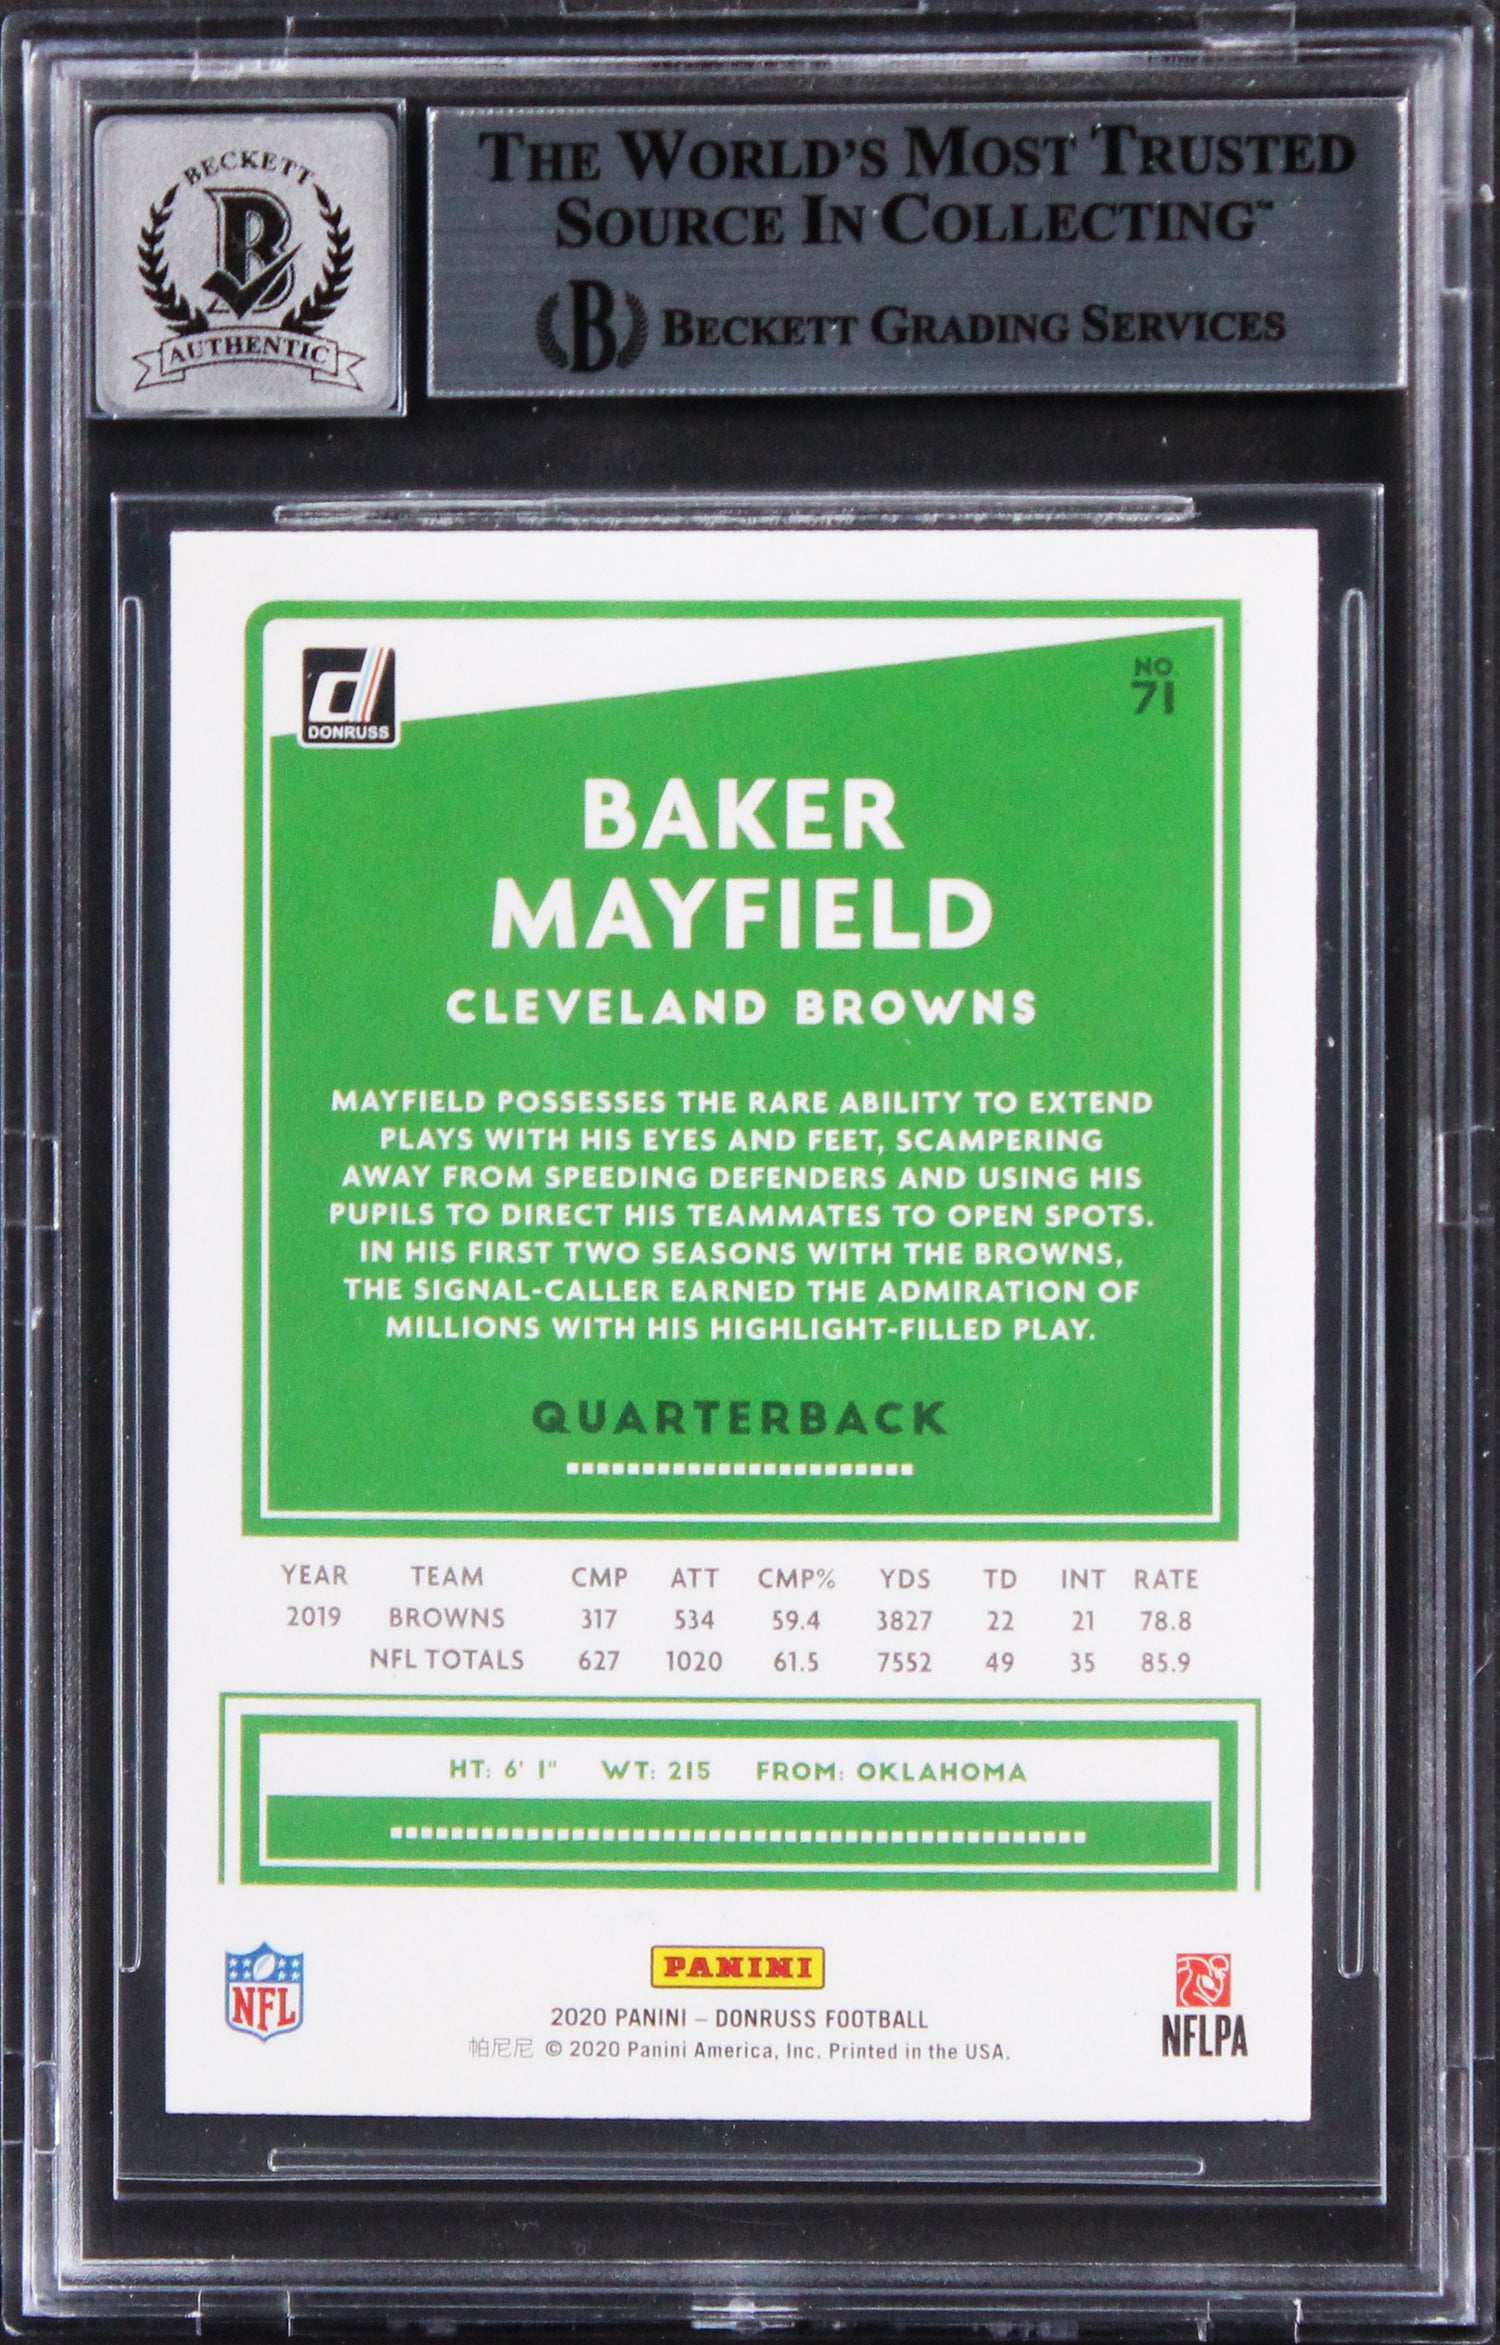 BECKETT
B
AUTHENTIC
THE WORLD'S MOST TRUSTED
SOURCE IN COLLECTING™
B BECKETT GRADING SERVICES
d
DONRUSS
NO.
71
BAKER
MAYFIELD
CLEVELAND BROWNS
MAYFIELD POSSESSES THE RARE ABILITY TO EXTEND
PLAYS WITH HIS EYES AND FEET, SCAMPERING
AWAY FROM SPEEDING DEFENDERS AND USING HIS
PUPILS TO DIRECT HIS TEAMMATES TO OPEN SPOTS.
IN HIS FIRST TWO SEASONS WITH THE BROWNS,
THE SIGNAL-CALLER EARNED THE ADMIRATION OF
MILLIONS WITH HIS HIGHLIGHT-FILLED PLAY.
QUARTERBACK
YEAR TEAM CMP ATT CMP% YDS TD INT RATE
2019 BROWNS 317 534 59.4 3827 22 21 78.8
NFL TOTALS 627 1020 61.5 7552 49 35 85.9
HT: 6' 1" WT: 215 FROM: OKLAHOMA
NFL
PANINI
2020 PANINI – DONRUSS FOOTBALL
帕尼尼 © 2020 Panini America, Inc. Printed in the USA.
NFLPA